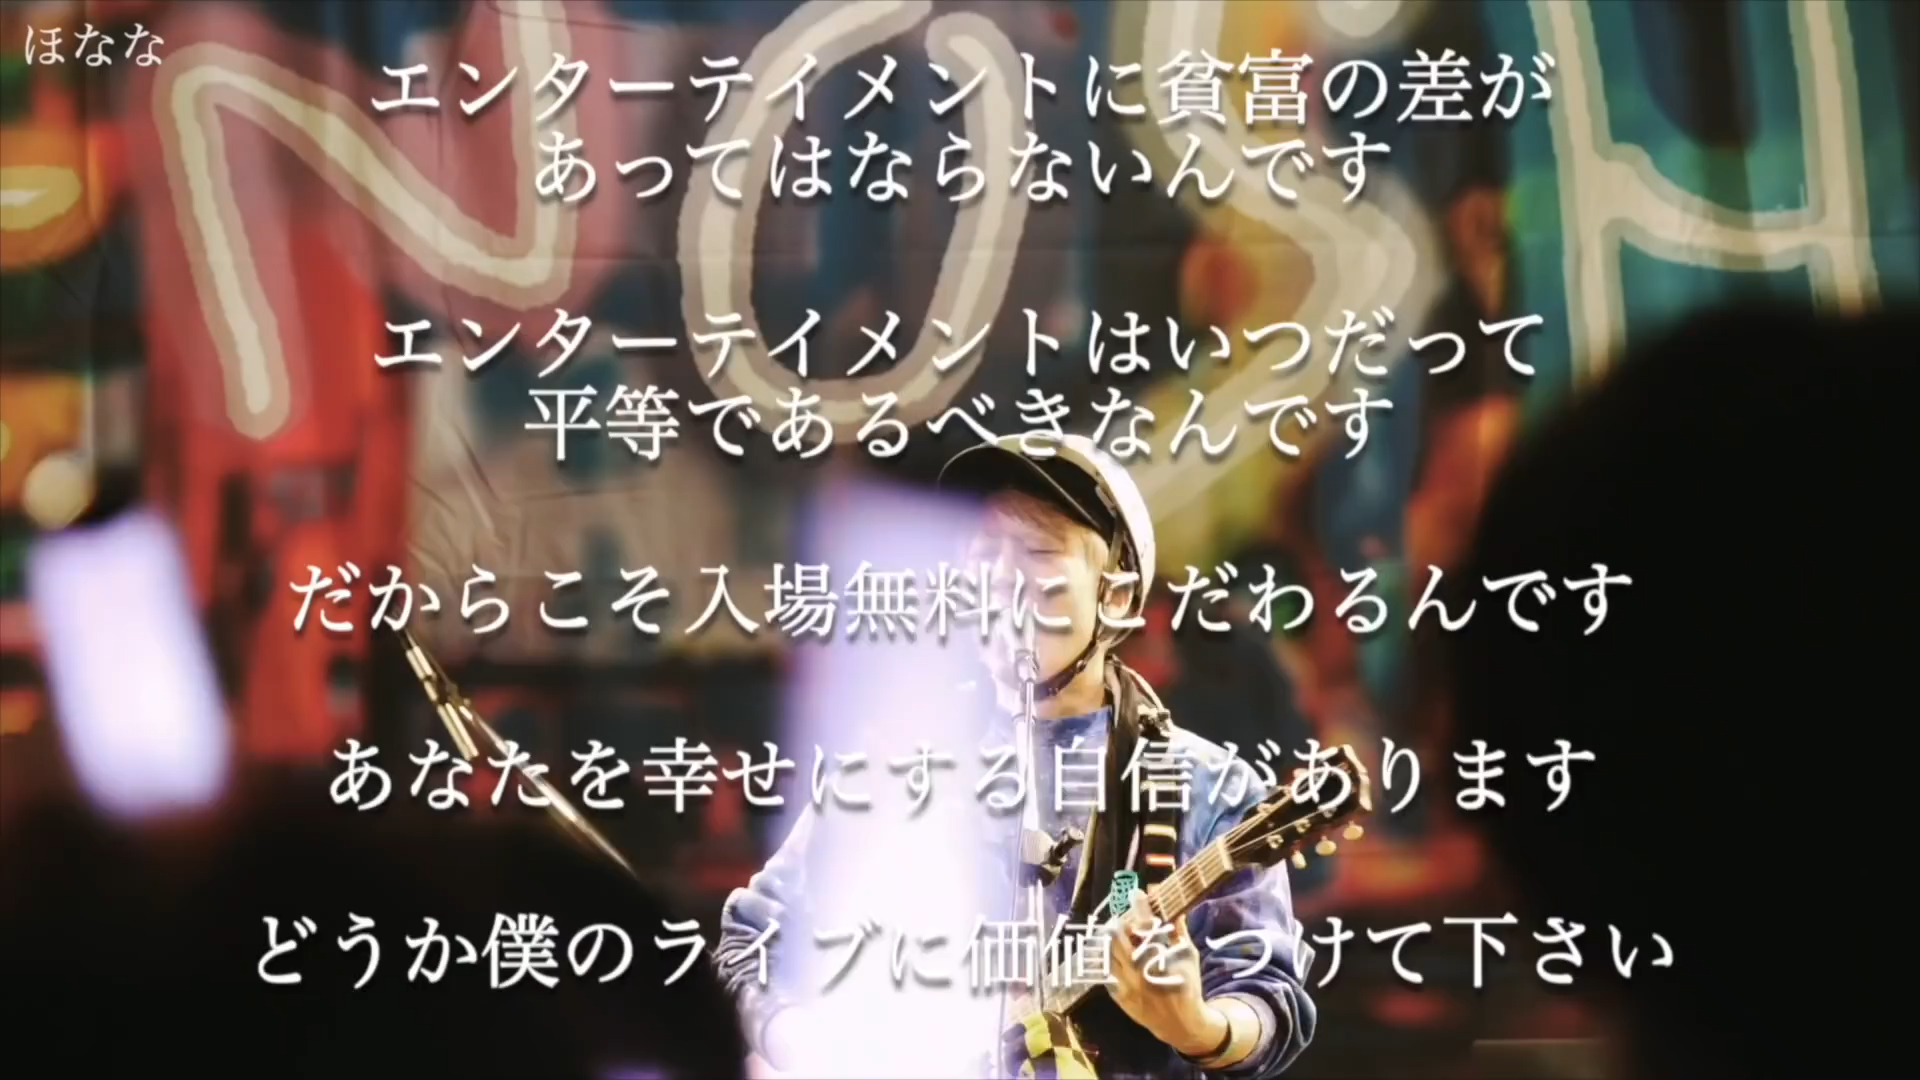 ほなな
NOSH
エンターテイメントに貧富の差が
あってはならないんです
エンターテイメントはいつだって
平等であるべきなんです
だからこそ入場無料にこだわるんです
あなたを幸せにする自信があります
どうか僕のライブに価値をつけて下さい